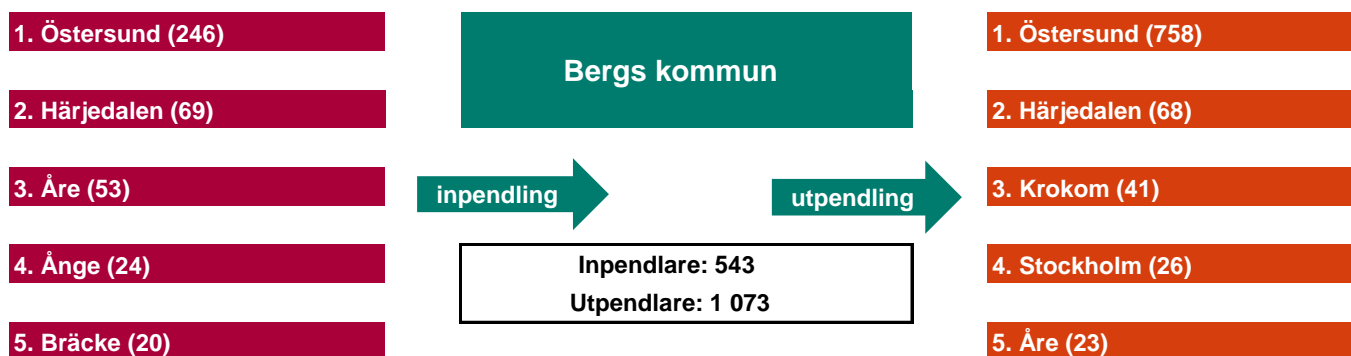 1. Östersund (246)
2. Härjedalen (69)
3. Åre (53)
4. Ånge (24)
5. Bräcke (20)
Bergs kommun
inpendling
utpendling
Inpendlare: 543
Utpendlare: 1 073
1. Östersund (758)
2. Härjedalen (68)
3. Krokom (41)
4. Stockholm (26)
5. Åre (23)